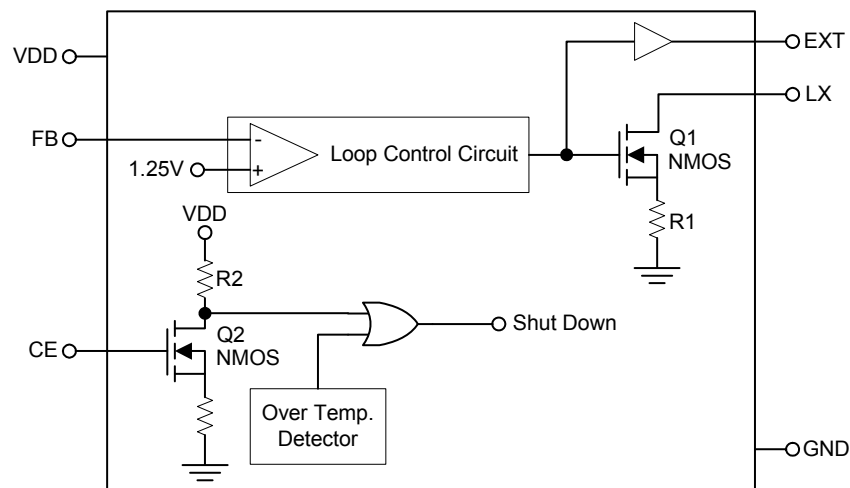 VDD
EXT
LX
FB
-
+
1.25V
Loop Control Circuit
Q1
NMOS
R1
VDD
R2
Q2
NMOS
CE
Shut Down
Over Temp.
Detector
GND